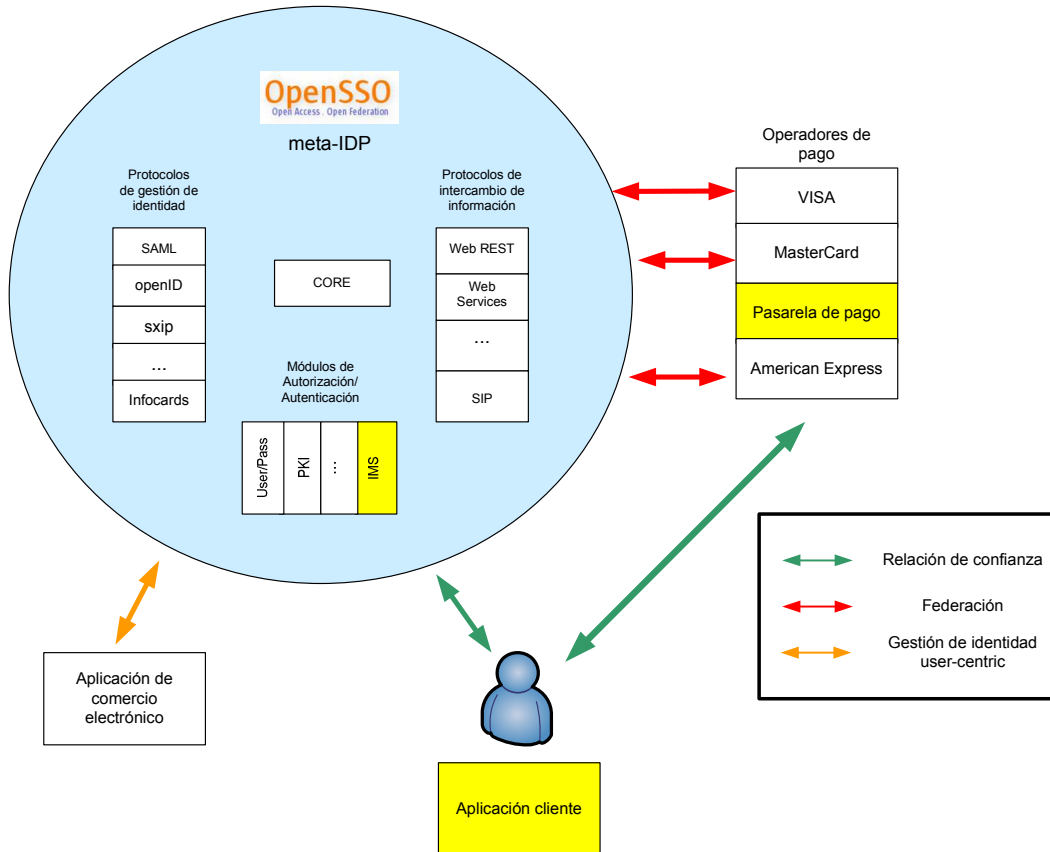 OpenSSO
Open Access. Open Federation
meta-IDP
Protocolos
de gestión de
identidad
SAML
openID
sxip
...
Infocards
CORE
Protocolos de
intercambio de
información
Web REST
Web
Services
...
SIP
Módulos de
Autorización/
Autenticación
User/Pass
PKI
...
IMS
Operadores de
pago
VISA
MasterCard
Pasarela de pago
American Express
Relación de confianza
Federación
Gestión de identidad
user-centric
Aplicación de
comercio
electrónico
Aplicación cliente